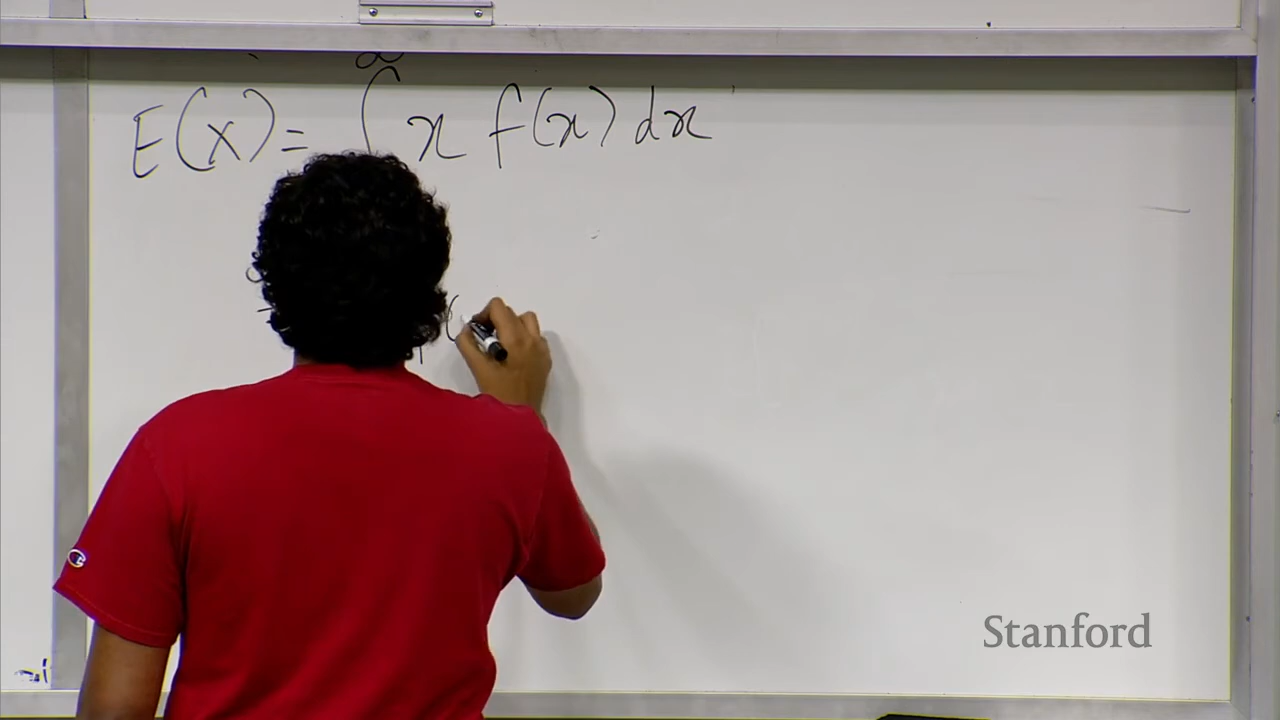 E(x) = ∫ x f(x) dx
Stanford